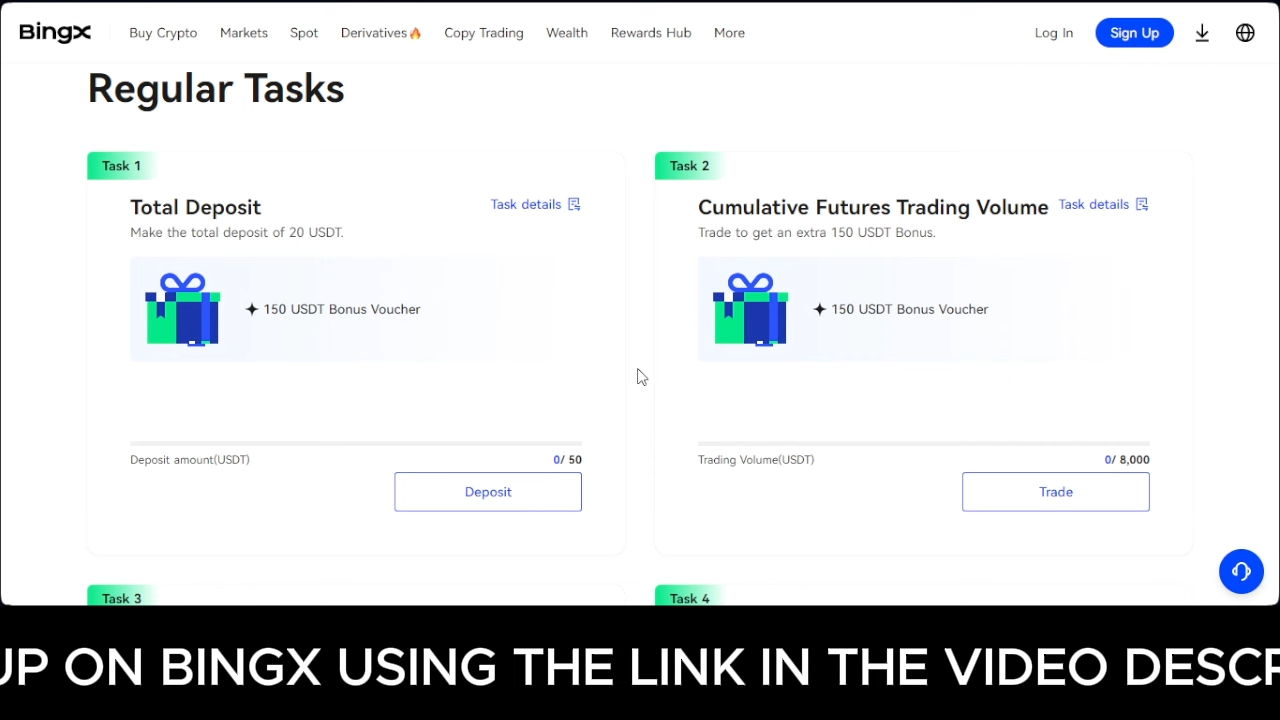 BingX Buy Crypto Markets Spot Derivatives🔥 Copy Trading Wealth Rewards Hub More Log In Sign Up
Regular Tasks
Task 1
Total Deposit Task details
Make the total deposit of 20 USDT.
150 USDT Bonus Voucher
Deposit amount(USDT) 0/ 50
Deposit
Task 2
Cumulative Futures Trading Volume Task details
Trade to get an extra 150 USDT Bonus.
150 USDT Bonus Voucher
Trading Volume(USDT) 0/ 8,000
Trade
Task 3
Task 4
UP ON BINGX USING THE LINK IN THE VIDEO DESCR